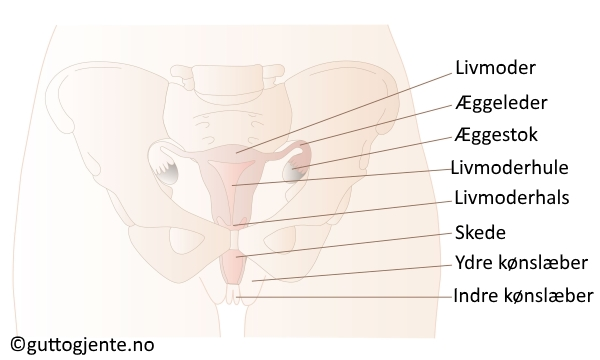 Livmoder
Æggeleder
Æggestok
Livmoderhule
Livmoderhals
Skede
Ydre kønslæber
Indre kønslæber
©guttogjente.no